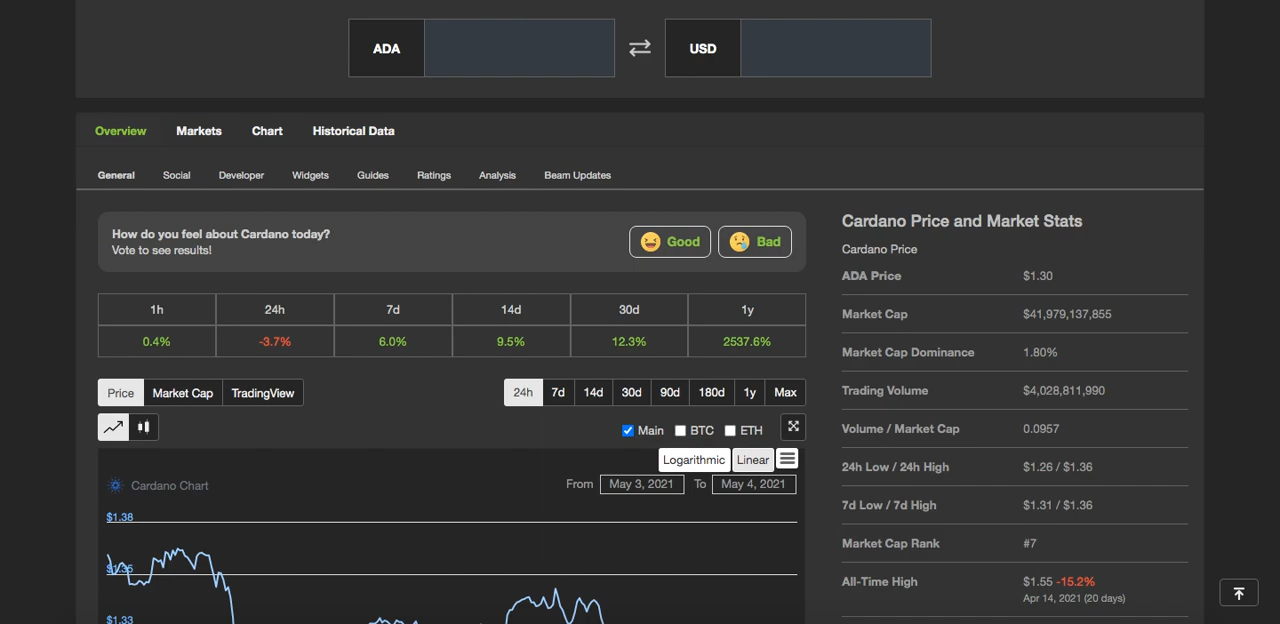 ADA
USD
Overview Markets Chart Historical Data
General Social Developer Widgets Guides Ratings Analysis Beam Updates
How do you feel about Cardano today?
Vote to see results!
Good Bad
1h 24h 7d 14d 30d 1y
0.4% -3.7% 6.0% 9.5% 12.3% 2537.6%
Price Market Cap TradingView
24h 7d 14d 30d 90d 180d 1y Max
Main BTC ETH
Logarithmic Linear
Cardano Chart
From May 3, 2021 To May 4, 2021
$1.38
$1.35
$1.33
Cardano Price and Market Stats
Cardano Price
ADA Price $1.30
Market Cap $41,979,137,855
Market Cap Dominance 1.80%
Trading Volume $4,028,811,990
Volume / Market Cap 0.0957
24h Low / 24h High $1.26 / $1.36
7d Low / 7d High $1.31 / $1.36
Market Cap Rank #7
All-Time High $1.55 -15.2%
Apr 14, 2021 (20 days)